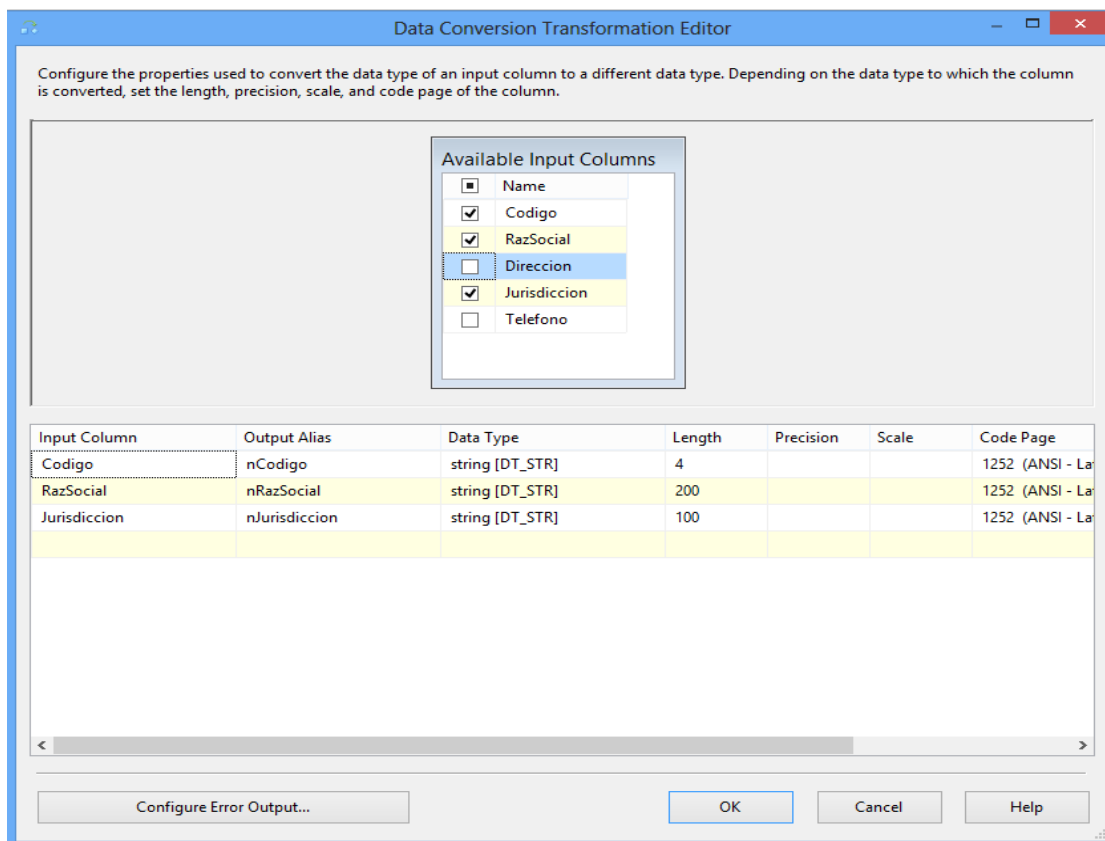 Data Conversion Transformation Editor
Configure the properties used to convert the data type of an input column to a different data type. Depending on the data type to which the column
is converted, set the length, precision, scale, and code page of the column.
Available Input Columns
Name
Codigo
RazSocial
Direccion
Jurisdiccion
Telefono
Input Column Output Alias Data Type Length Precision Scale Code Page
Codigo nCodigo string [DT_STR] 4 1252 (ANSI - La
RazSocial nRazSocial string [DT_STR] 200 1252 (ANSI - La
Jurisdiccion nJurisdiccion string [DT_STR] 100 1252 (ANSI - La
Configure Error Output... OK Cancel Help